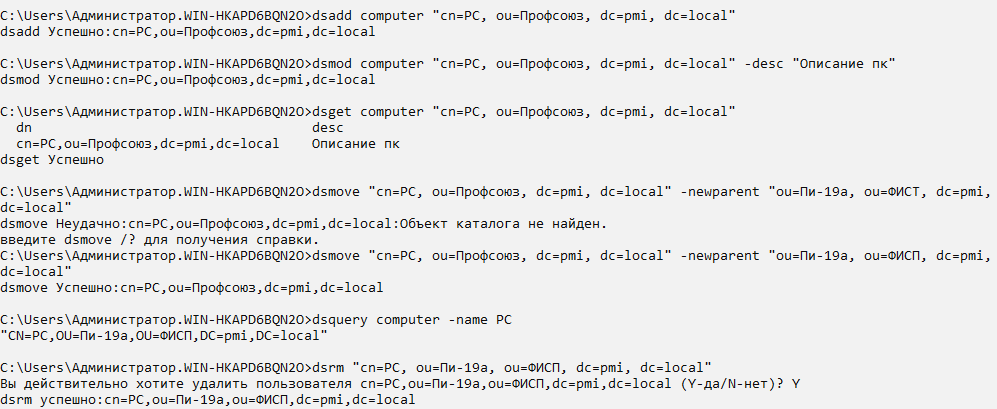 C:\Users\Администратор.WIN-HKAPD6BQN2O>dsadd computer "cn=PC, ou=Профсоюз, dc=pmi, dc=local"
dsadd Успешно:cn=PC,ou=Профсоюз,dc=pmi,dc=local
C:\Users\Администратор.WIN-HKAPD6BQN2O>dsmod computer "cn=PC, ou=Профсоюз, dc=pmi, dc=local" -desc "Описание пк"
dsmod Успешно:cn=PC,ou=Профсоюз,dc=pmi,dc=local
C:\Users\Администратор.WIN-HKAPD6BQN2O>dsget computer "cn=PC, ou=Профсоюз, dc=pmi, dc=local"
dn desc
cn=PC,ou=Профсоюз,dc=pmi,dc=local Описание пк
dsget Успешно
C:\Users\Администратор.WIN-HKAPD6BQN2O>dsmove "cn=PC, ou=Профсоюз, dc=pmi, dc=local" -newparent "ou=Пи-19а, ou=ФИСТ, dc=pmi,
dc=local"
dsmove Неудачно:cn=PC,ou=Профсоюз,dc=pmi,dc=local:Объект каталога не найден.
введите dsmove /? для получения справки.
C:\Users\Администратор.WIN-HKAPD6BQN2O>dsmove "cn=PC, ou=Профсоюз, dc=pmi, dc=local" -newparent "ou=Пи-19а, ou=ФИСП, dc=pmi,
dc=local"
dsmove Успешно:cn=PC,ou=Профсоюз,dc=pmi,dc=local
C:\Users\Администратор.WIN-HKAPD6BQN2O>dsquery computer -name PC
"CN=PC,OU=Пи-19а,OU=ФИСП,DC=pmi,DC=local"
C:\Users\Администратор.WIN-HKAPD6BQN2O>dsrm "cn=PC, ou=Пи-19а, ou=ФИСП, dc=pmi, dc=local"
Вы действительно хотите удалить пользователя cn=PC,ou=Пи-19а,ou=ФИСП,dc=pmi,dc=local (Y-да/N-нет)? Y
dsrm успешно:cn=PC,ou=Пи-19а,ou=ФИСП,dc=pmi,dc=local